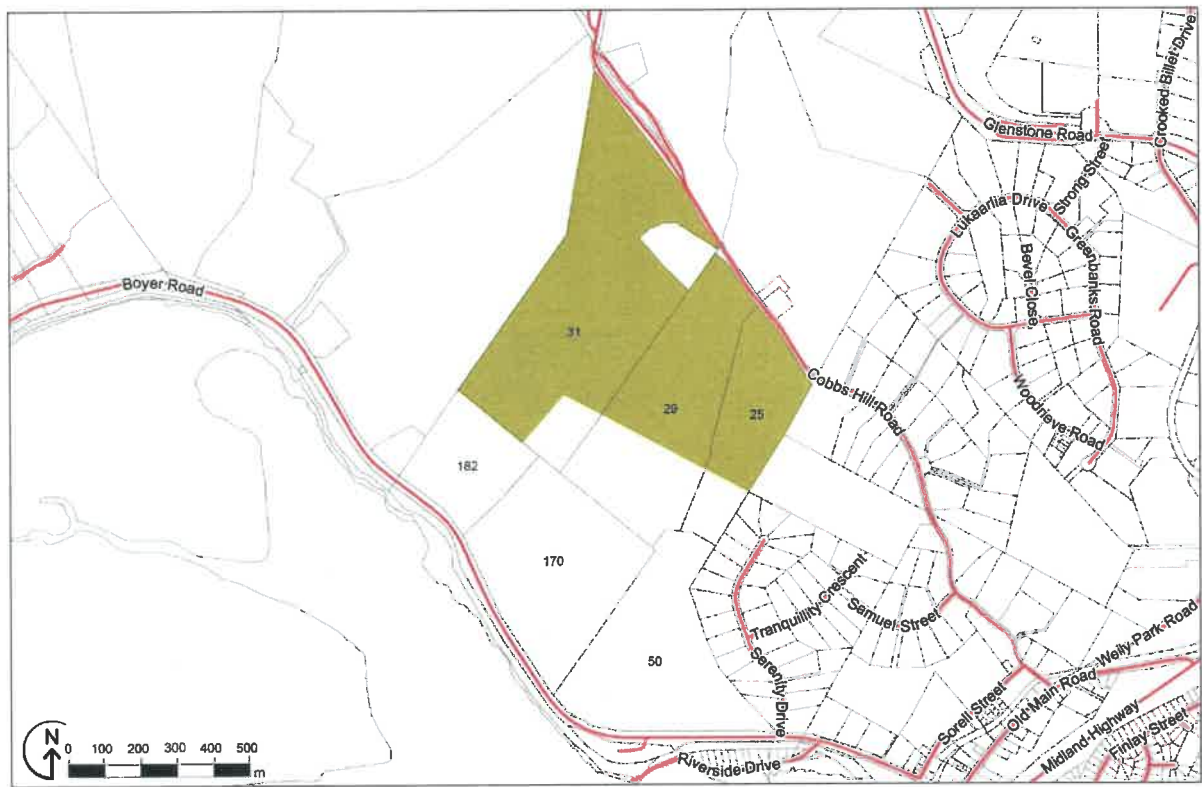 Crooked Billet Drive
Glenstone Road
Strong Street
Lukaarlia Drive
Greenbanks Road
Bevel Close
Boyer Road
31
29
25
Cobbs Hill Road
Woodrieve Road
182
170
50
Tranquillity Crescent
Samuel Street
Serenity Drive
Weily Park Road
Old Main Road
Sorell Street
Midland Highway
Finlay Street
Riverside Drive
N
0 100 200 300 400 500
m